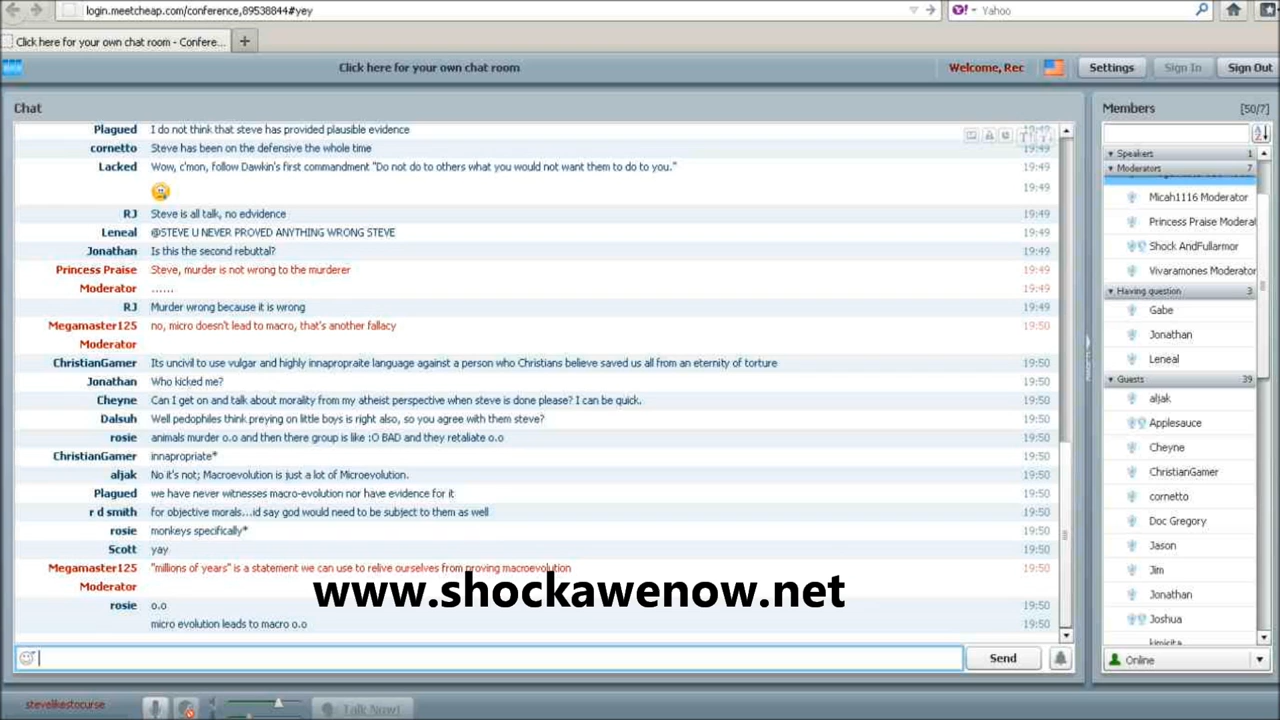 login.meetcheap.com/conference,89538844#yey
Yahoo
Click here for your own chat room - Confere...
Click here for your own chat room
Welcome, Rec
Settings
Sign In
Sign Out
Chat
Members
[50/?]
Plagued I do not think that steve has provided plausible evidence 19:49
cornetto Steve has been on the defensive the whole time 19:49
Lacked Wow, c'mon, follow Dawkin's first commandment "Do not do to others what you would not want them to do to you." 19:49
19:49
RJ Steve is all talk, no edvidence 19:49
Leneal @STEVE U NEVER PROVED ANYTHING WRONG STEVE 19:49
Jonathan Is this the second rebuttal? 19:49
Princess Praise Steve, murder is not wrong to the murderer 19:49
Moderator ...... 19:49
RJ Murder wrong because it is wrong 19:49
Megamaster125 no, micro doesn't lead to macro, that's another fallacy 19:50
Moderator
ChristianGamer Its uncivil to use vulgar and highly innapropraite language against a person who Christians believe saved us all from an eternity of torture 19:50
Jonathan Who kicked me? 19:50
Cheyne Can I get on and talk about morality from my atheist perspective when steve is done please? I can be quick. 19:50
Dalsuh Well pedophiles think preying on little boys is right also, so you agree with them steve? 19:50
rosie animals murder o.o and then there group is like :O BAD and they retaliate o.o 19:50
ChristianGamer innapropriate* 19:50
aljak No it's not; Macroevolution is just a lot of Microevolution. 19:50
Plagued we have never witnesses macro-evolution nor have evidence for it 19:50
r d smith for objective morals...id say god would need to be subject to them as well 19:50
rosie monkeys specifically* 19:50
Scott yay 19:50
Megamaster125 "millions of years" is a statement we can use to relive ourselves from proving macroevolution 19:50
Moderator
www.shockawenow.net
rosie o.o 19:50
micro evolution leads to macro o.o 19:50
Send
Speakers 1
Moderators 7
Micah1116 Moderator
Princess Praise Moderat
Shock AndFullarmor
Vivaramones Moderator
Having question 3
Gabe
Jonathan
Leneal
Guests 39
aljak
Applesauce
Cheyne
ChristianGamer
cornetto
Doc Gregory
Jason
Jim
Jonathan
Joshua
Online
stevelikestocurse
Talk Now!